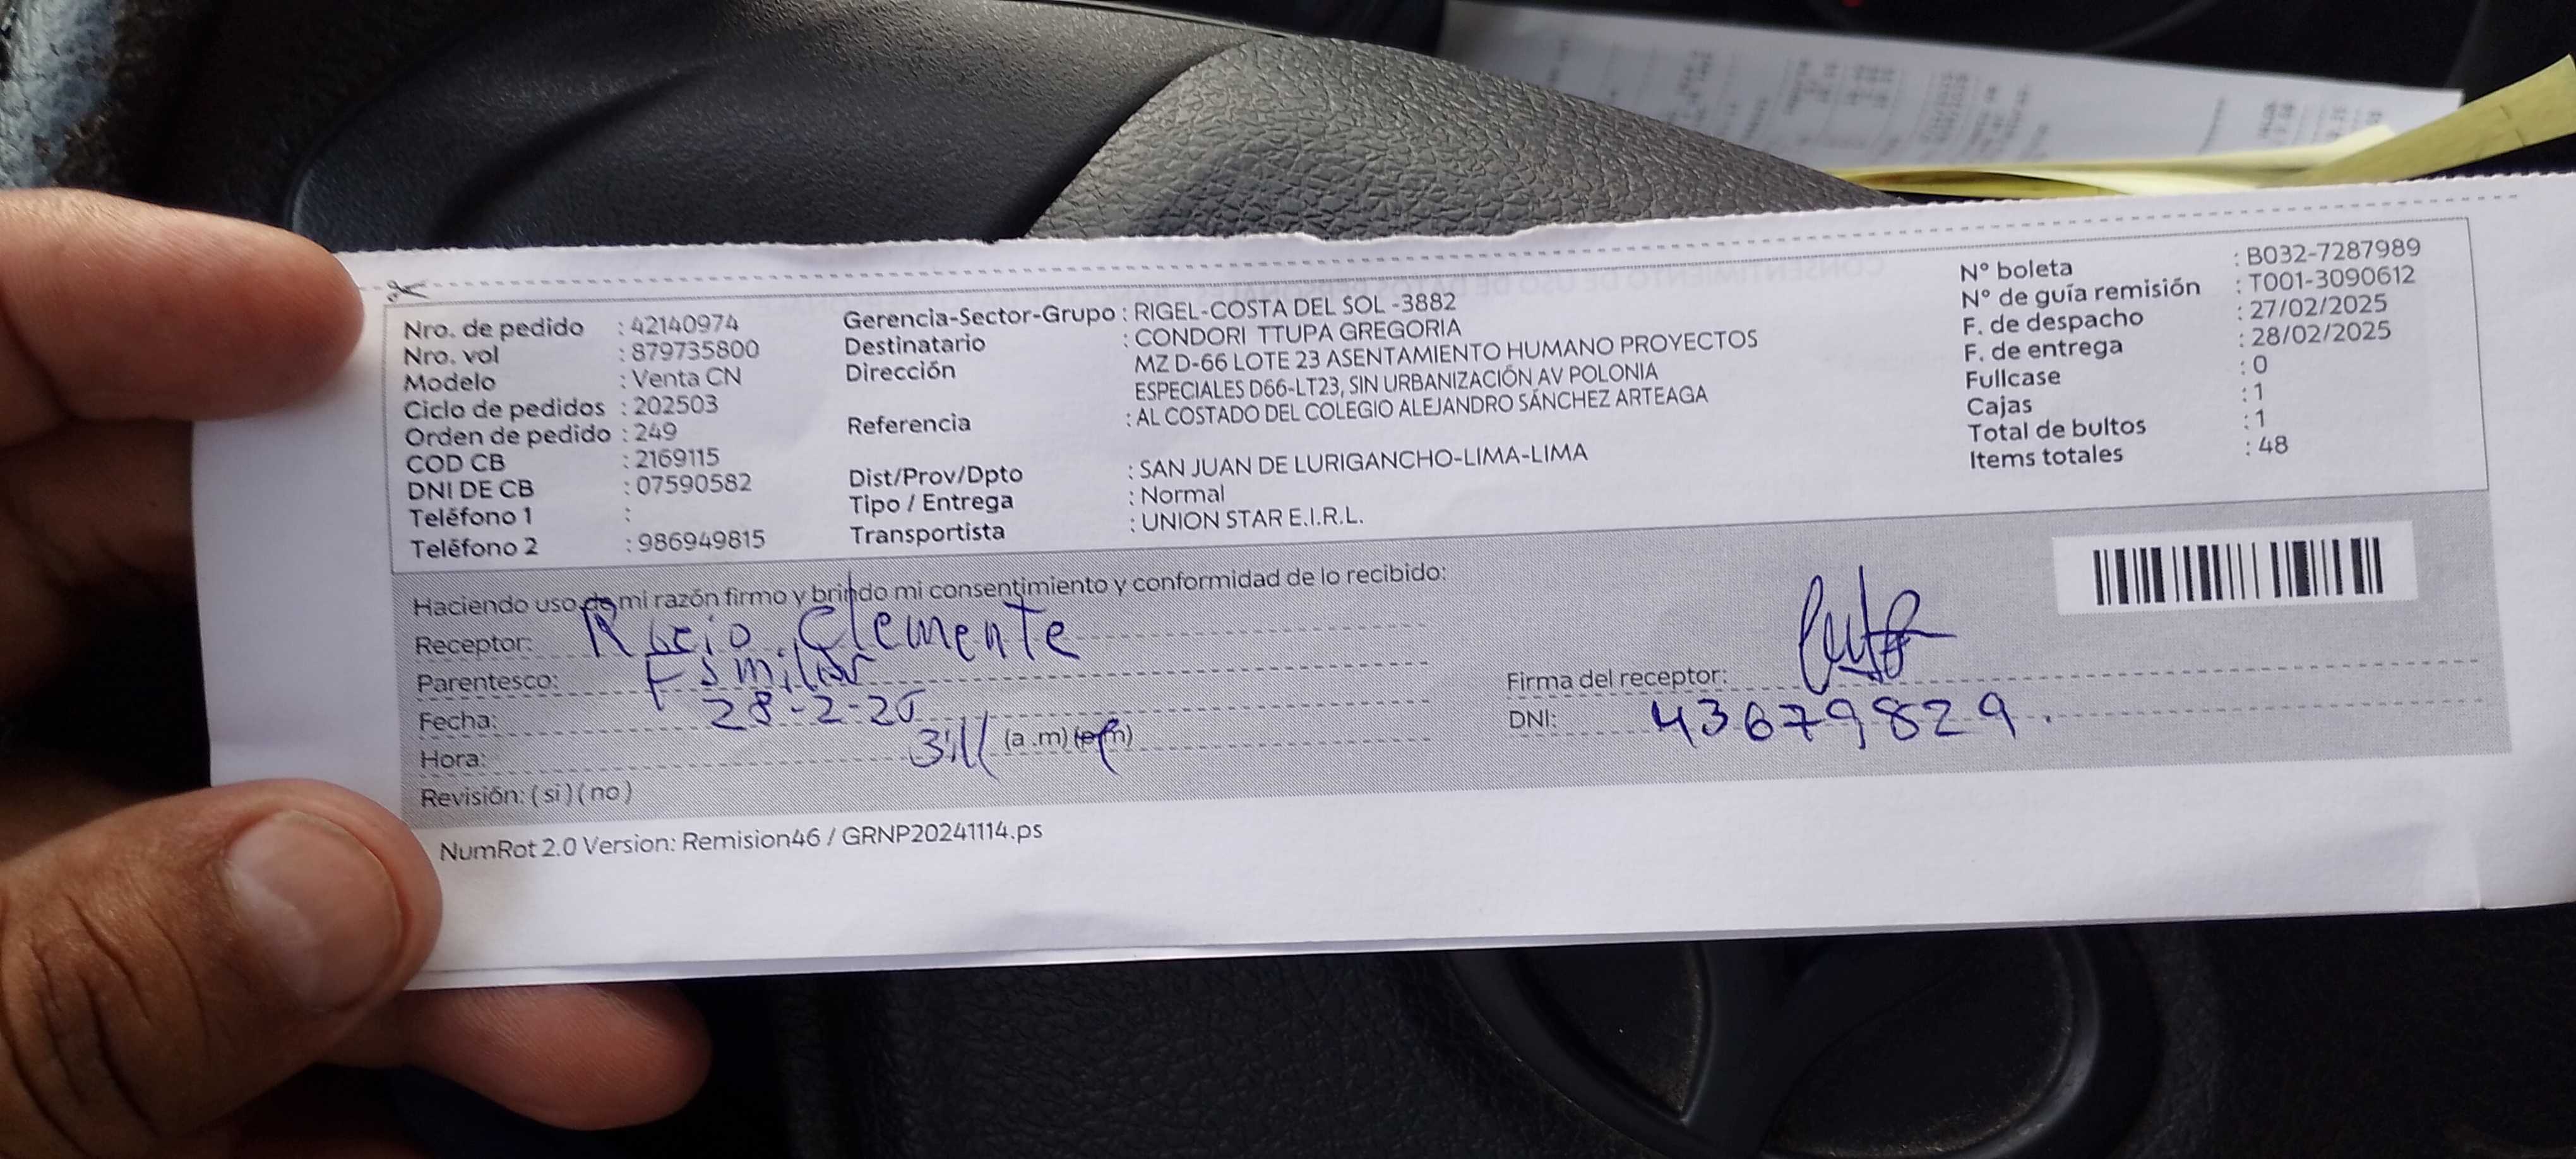 Nro. de pedido : 42140974
Nro. vol : 879735800
Modelo : Venta CN
Ciclo de pedidos : 202503
Orden de pedido : 249
COD CB : 2169115
DNI DE CB : 07590582
Teléfono 1 :
Teléfono 2 : 986949815
Gerencia-Sector-Grupo : RIGEL-COSTA DEL SOL -3882
Destinatario : CONDORI TTUPA GREGORIA
Dirección MZ D-66 LOTE 23 ASENTAMIENTO HUMANO PROYECTOS
ESPECIALES D66-LT23, SIN URBANIZACIÓN AV POLONIA
Referencia : AL COSTADO DEL COLEGIO ALEJANDRO SÁNCHEZ ARTEAGA
Dist/Prov/Dpto : SAN JUAN DE LURIGANCHO-LIMA-LIMA
Tipo / Entrega : Normal
Transportista : UNION STAR E.I.R.L.
N° boleta : B032-7287989
N° de guía remisión : T001-3090612
F. de despacho : 27/02/2025
F. de entrega : 28/02/2025
Fullcase : 0
Cajas : 1
Total de bultos : 1
Items totales : 48
Haciendo uso de mi razón firmo y brindo mi consentimiento y conformidad de lo recibido:
Receptor: Rocio Clemente
Parentesco: Familiar
Fecha: 28-2-25
Hora: 3:11 (a.m) (p.m)
Revisión: ( si ) ( no )
Firma del receptor:
DNI: 43679829.
NumRot 2.0 Version: Remision46 / GRNP20241114.ps